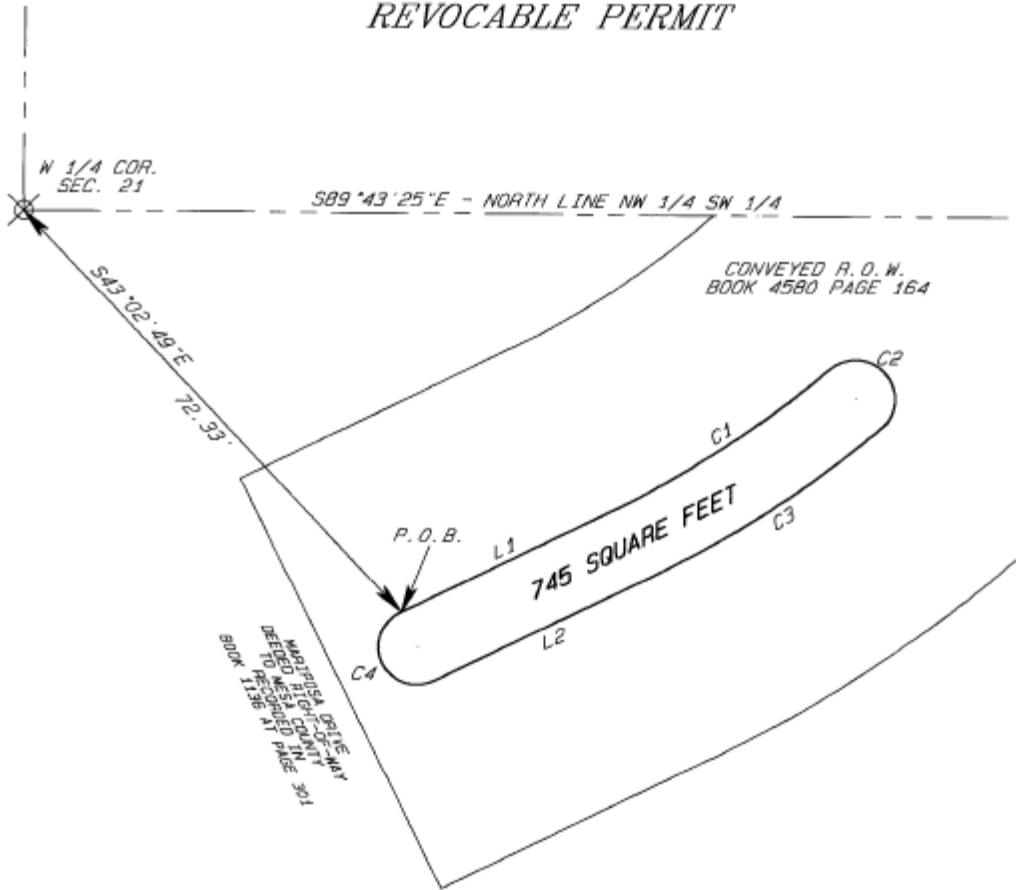 REVOCABLE PERMIT
W 1/4 COR.
SEC. 21
S89°43'25"E - NORTH LINE NW 1/4 SW 1/4
CONVEYED R.O.W.
BOOK 4580 PAGE 164
S43°02'49"E
72.33'
C2
C1
745 SQUARE FEET
C3
P.O.B.
L1
L2
C4
MARIPOSA DRIVE
DEEDED RIGHT-OF-WAY
TO MESA COUNTY
RECORDED IN
BOOK 1136 AT PAGE 301